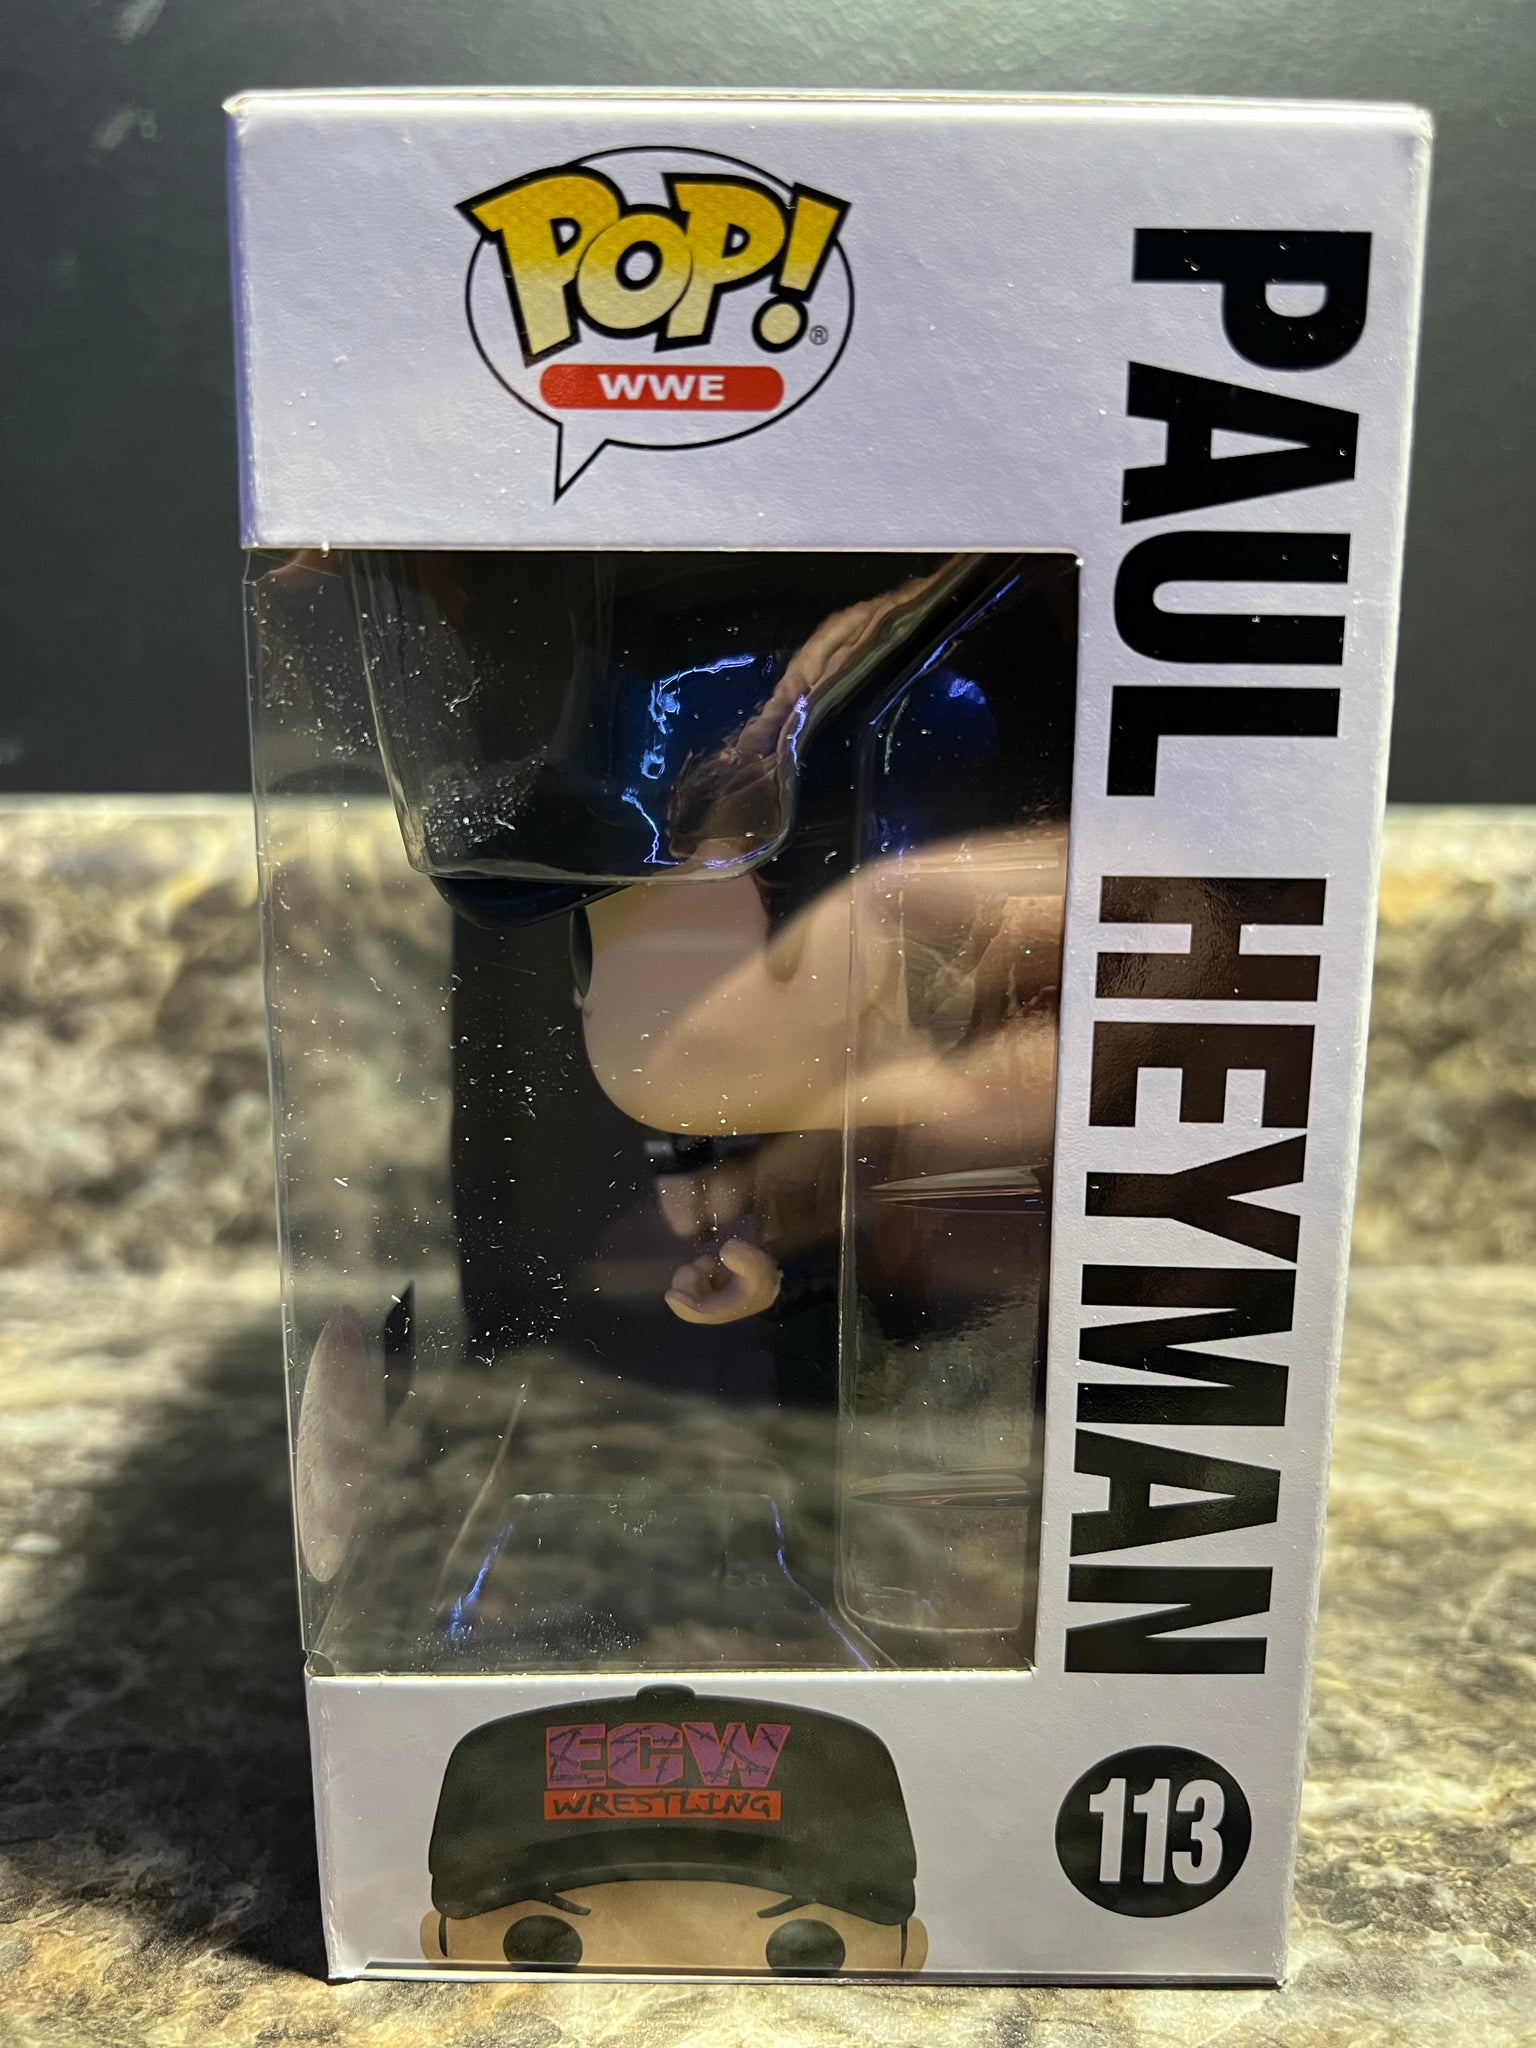 POP!®
WWE
PAUL HEYMAN
ECW
WRESTLING
113